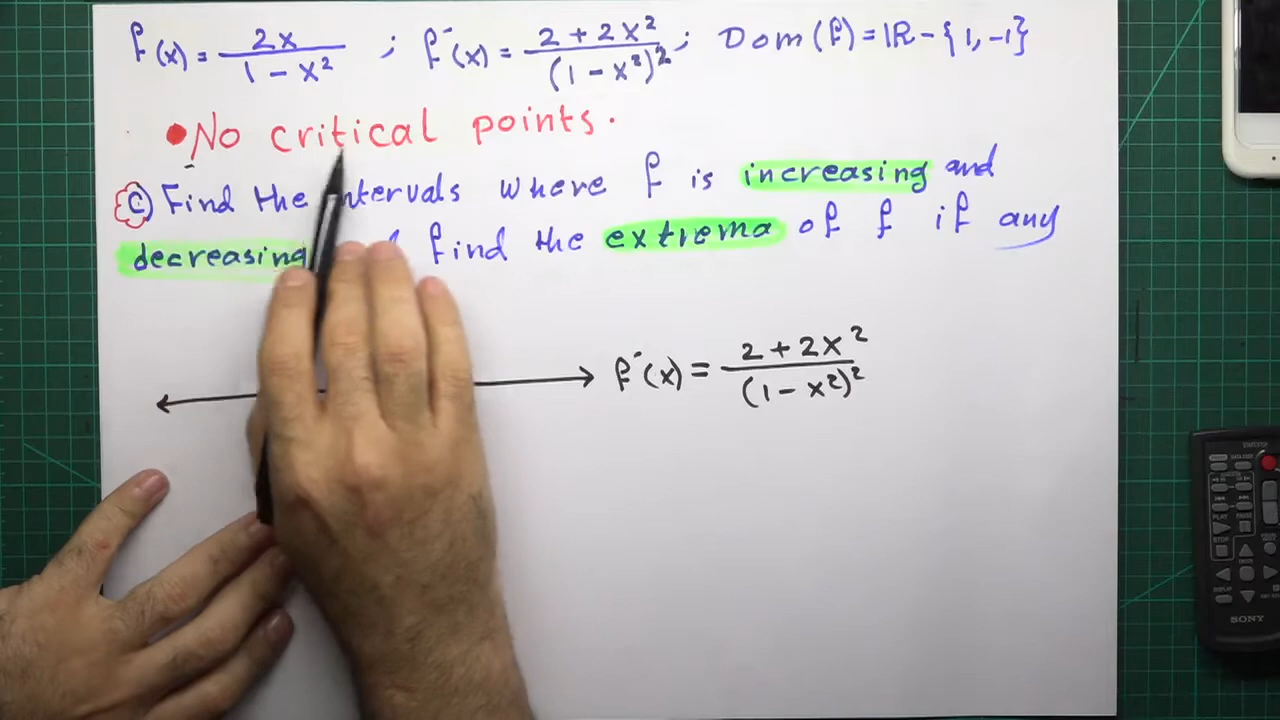 f'(x) = 2x / 1 - x² ; f'(x) = 2 + 2x² / (1 - x²)² ; Dom(f) = IR - {1, -1}
• No critical points.
(C) Find the intervals where f is increasing and
decreasing find the extrema of f if any
f'(x) = 2 + 2x² / (1 - x²)²
SONY